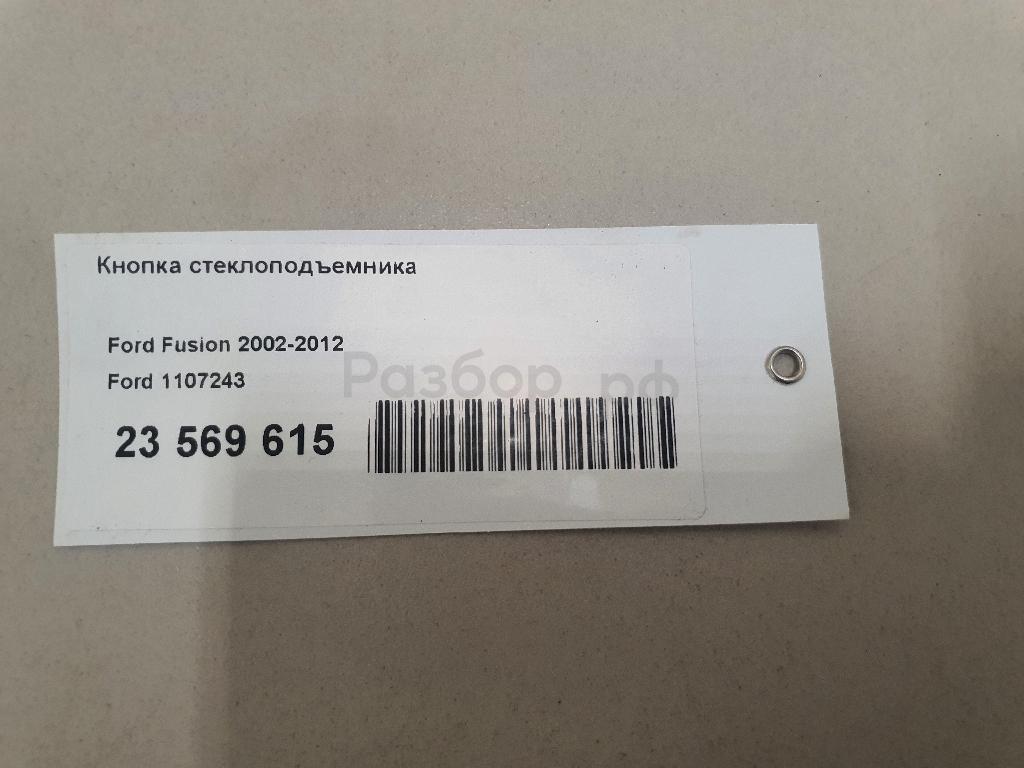 Кнопка стеклоподъемника
Ford Fusion 2002-2012
Ford 1107243
Разбор.рф
23 569 615